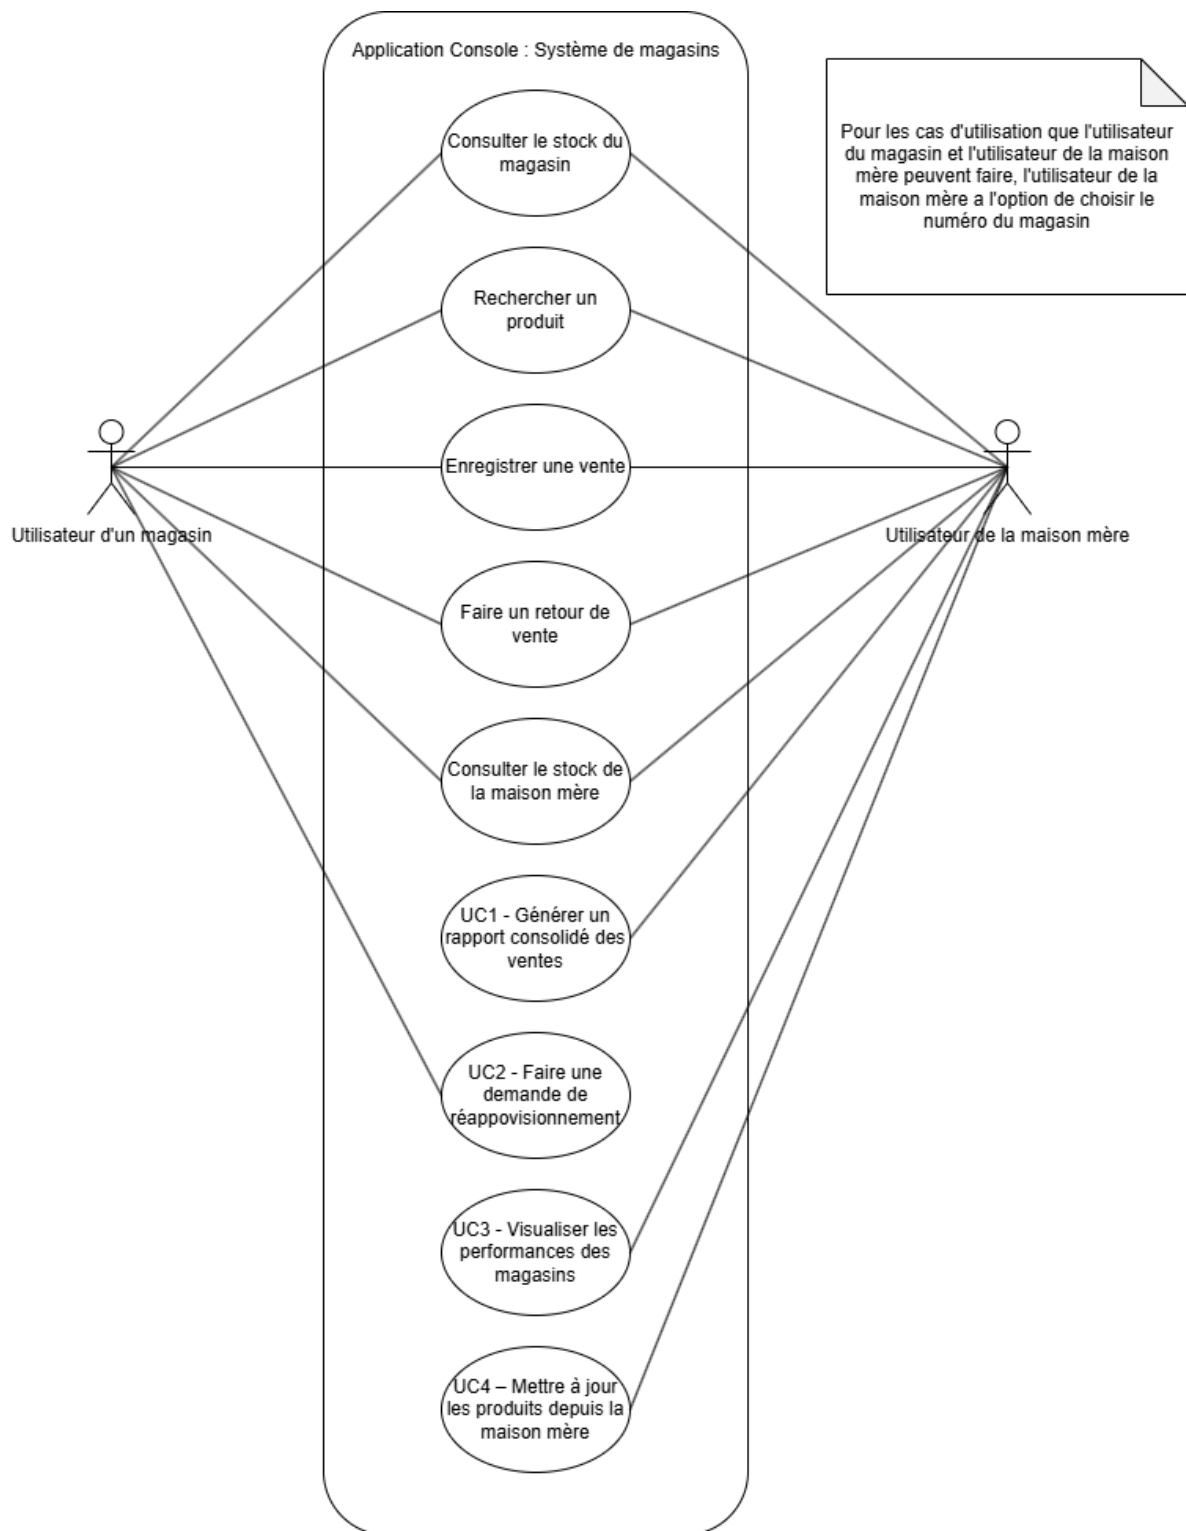 Application Console : Système de magasins
Consulter le stock du
magasin
Pour les cas d'utilisation que l'utilisateur
du magasin et l'utilisateur de la maison
mère peuvent faire, l'utilisateur de la
maison mère a l'option de choisir le
numéro du magasin
Rechercher un
produit
Enregistrer une vente
Utilisateur d'un magasin
Utilisateur de la maison mère
Faire un retour de
vente
Consulter le stock de
la maison mère
UC1 - Générer un
rapport consolidé des
ventes
UC2 - Faire une
demande de
réappovisionnement
UC3 - Visualiser les
performances des
magasins
UC4 – Mettre à jour
les produits depuis la
maison mère